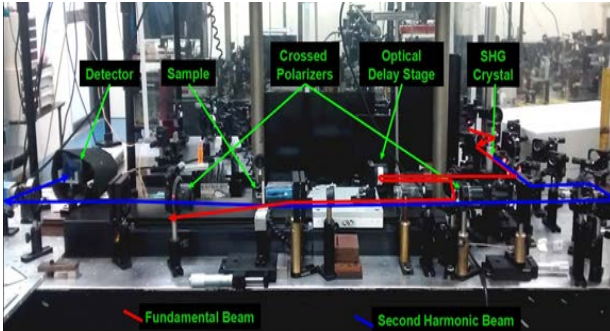 Detector
Sample
Crossed
Polarizers
Optical
Delay Stage
SHG
Crystal
Fundamental Beam
Second Harmonic Beam